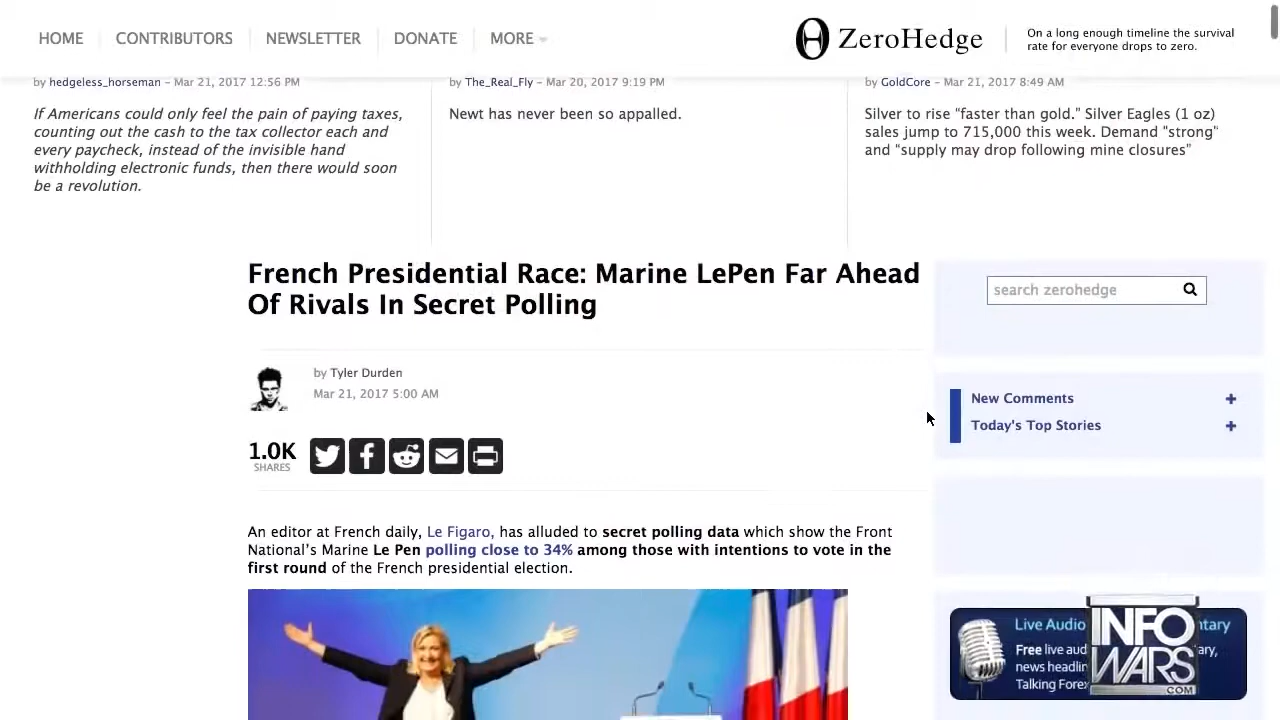 HOME
CONTRIBUTORS
NEWSLETTER
DONATE
MORE
ZeroHedge
On a long enough timeline the survival
rate for everyone drops to zero.
by hedgeless_horseman – Mar 21, 2017 12:56 PM
If Americans could only feel the pain of paying taxes,
counting out the cash to the tax collector each and
every paycheck, instead of the invisible hand
withholding electronic funds, then there would soon
be a revolution.
by The_Real_Fly – Mar 20, 2017 9:19 PM
Newt has never been so appalled.
by GoldCore – Mar 21, 2017 8:49 AM
Silver to rise “faster than gold.” Silver Eagles (1 oz)
sales jump to 715,000 this week. Demand "strong"
and “supply may drop following mine closures”
French Presidential Race: Marine LePen Far Ahead
Of Rivals In Secret Polling
by Tyler Durden
Mar 21, 2017 5:00 AM
1.0K
SHARES
An editor at French daily, Le Figaro, has alluded to secret polling data which show the Front
National’s Marine Le Pen polling close to 34% among those with intentions to vote in the
first round of the French presidential election.
search zerohedge
New Comments
Today's Top Stories
Live Audio
Free live aud
news headlin
Talking Fore
ntary
ary,
INFO
WARS
.COM